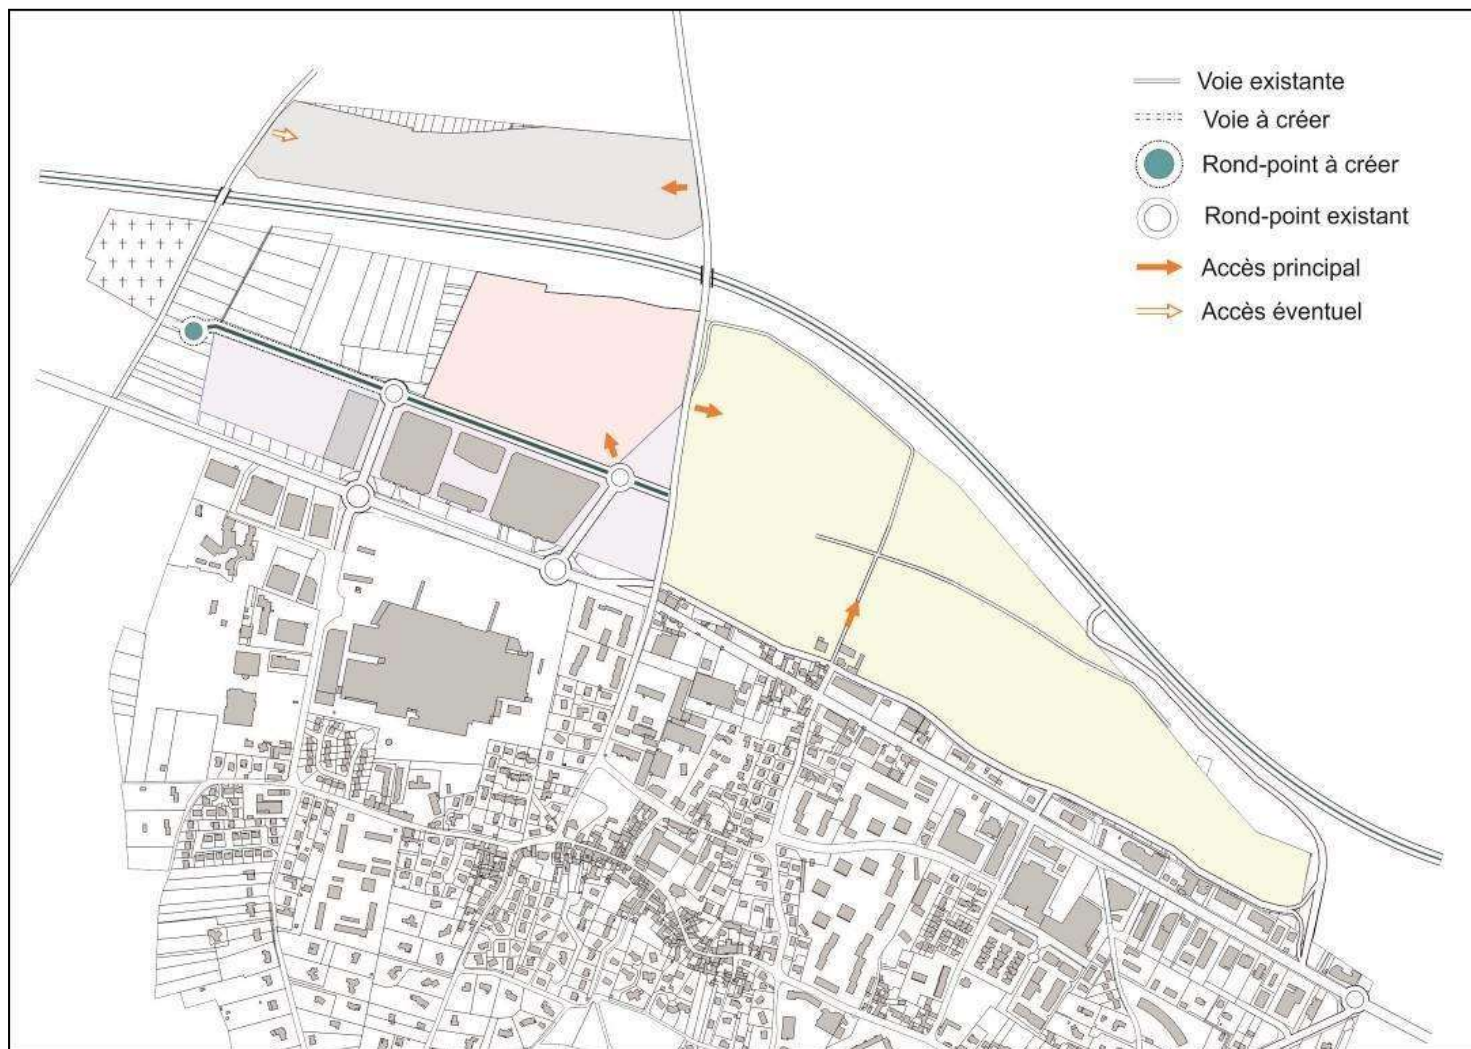 Voie existante
Voie à créer
Rond-point à créer
Rond-point existant
Accès principal
Accès éventuel